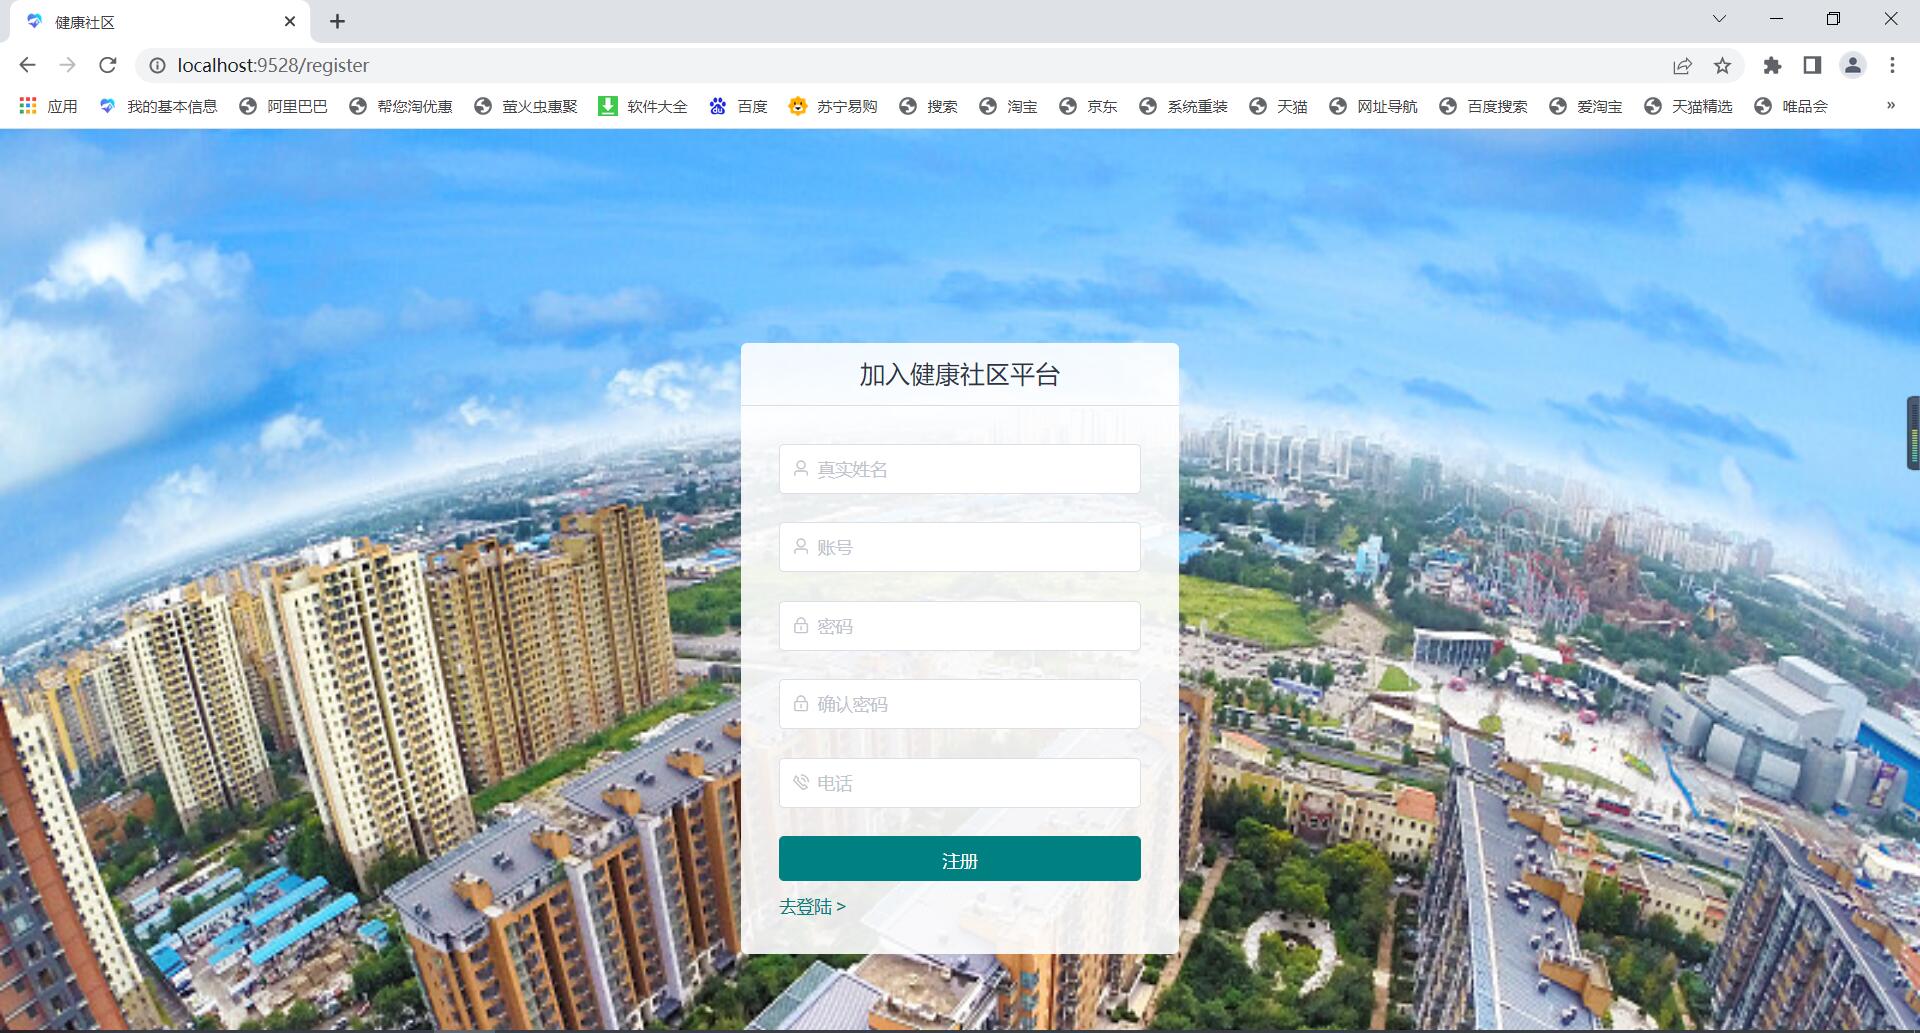 健康社区
localhost:9528/register
应用 我的基本信息 阿里巴巴 帮您淘优惠 萤火虫惠聚 软件大全 百度 苏宁易购 搜索 淘宝 京东 系统重装 天猫 网址导航 百度搜索 爱淘宝 天猫精选 唯品会 »
加入健康社区平台
真实姓名
账号
密码
确认密码
电话
注册
去登陆 >